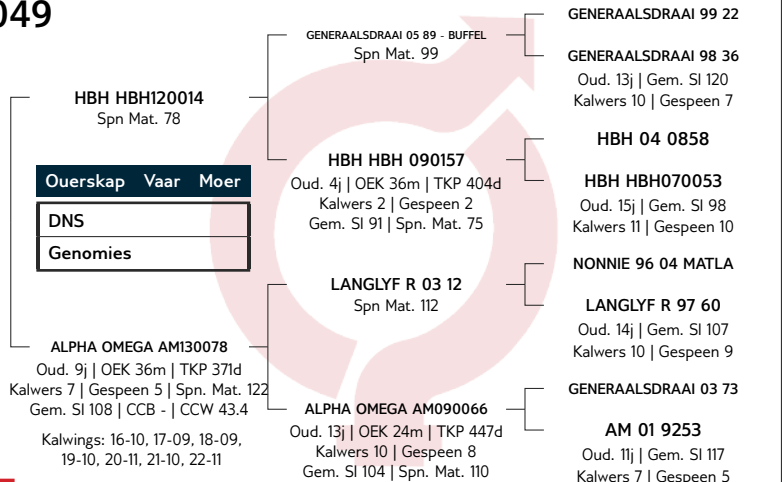 049
HBH HBH120014
Spn Mat. 78
Ouerskap Vaar Moer
DNS
Genomies
ALPHA OMEGA AM130078
Oud. 9j | OEK 36m | TKP 371d
Kalwers 7 | Gespeen 5 | Spn. Mat. 122
Gem. SI 108 | CCB - | CCW 43.4
Kalwings: 16-10, 17-09, 18-09,
19-10, 20-11, 21-10, 22-11
GENERAALSDRAAI 05 89 - BUFFEL
Spn Mat. 99
HBH HBH 090157
Oud. 4j | OEK 36m | TKP 404d
Kalwers 2 | Gespeen 2
Gem. SI 91 | Spn. Mat. 75
LANGLYF R 03 12
Spn Mat. 112
ALPHA OMEGA AM090066
Oud. 13j | OEK 24m | TKP 447d
Kalwers 10 | Gespeen 8
Gem. SI 104 | Spn. Mat. 110
GENERAALSDRAAI 99 22
GENERAALSDRAAI 98 36
Oud. 13j | Gem. SI 120
Kalwers 10 | Gespeen 7
HBH 04 0858
HBH HBH070053
Oud. 15j | Gem. SI 98
Kalwers 11 | Gespeen 10
NONNIE 96 04 MATLA
LANGLYF R 97 60
Oud. 14j | Gem. SI 107
Kalwers 10 | Gespeen 9
GENERAALSDRAAI 03 73
AM 01 9253
Oud. 11j | Gem. SI 117
Kalwers 7 | Gespeen 5